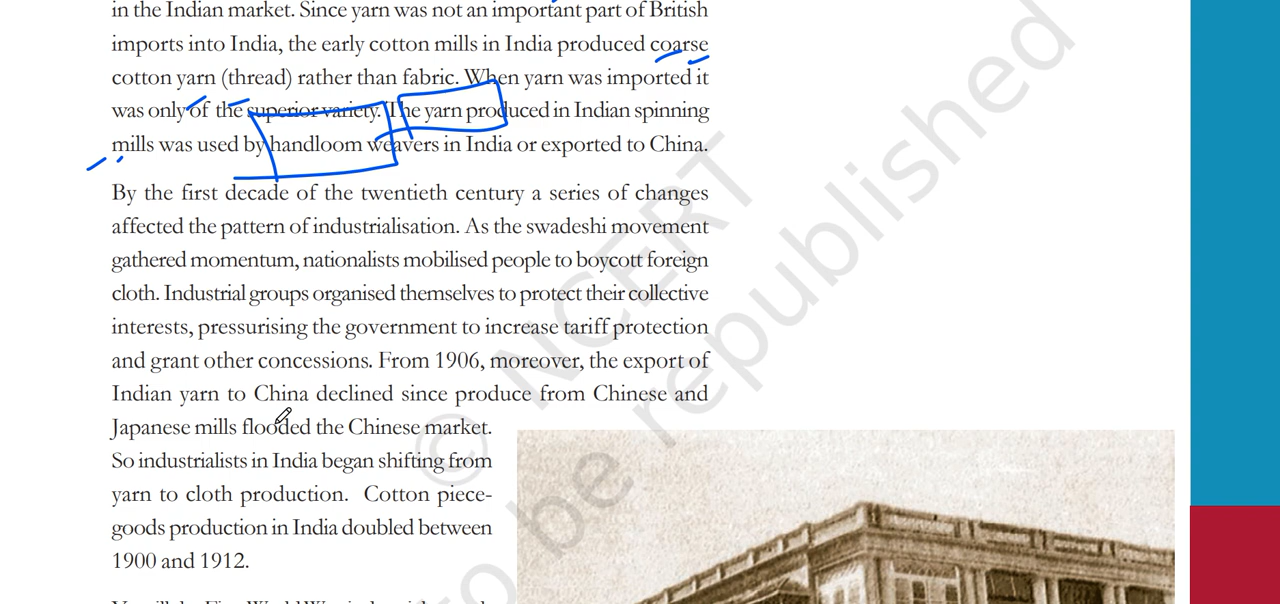 in the Indian market. Since yarn was not an important part of British
imports into India, the early cotton mills in India produced coarse
cotton yarn (thread) rather than fabric. When yarn was imported it
was only of the superior variety. The yarn produced in Indian spinning
mills was used by handloom weavers in India or exported to China.
By the first decade of the twentieth century a series of changes
affected the pattern of industrialisation. As the swadeshi movement
gathered momentum, nationalists mobilised people to boycott foreign
cloth. Industrial groups organised themselves to protect their collective
interests, pressurising the government to increase tariff protection
and grant other concessions. From 1906, moreover, the export of
Indian yarn to China declined since produce from Chinese and
Japanese mills flooded the Chinese market.
So industrialists in India began shifting from
yarn to cloth production. Cotton piece-
goods production in India doubled between
1900 and 1912.
© NCERT
to be republished